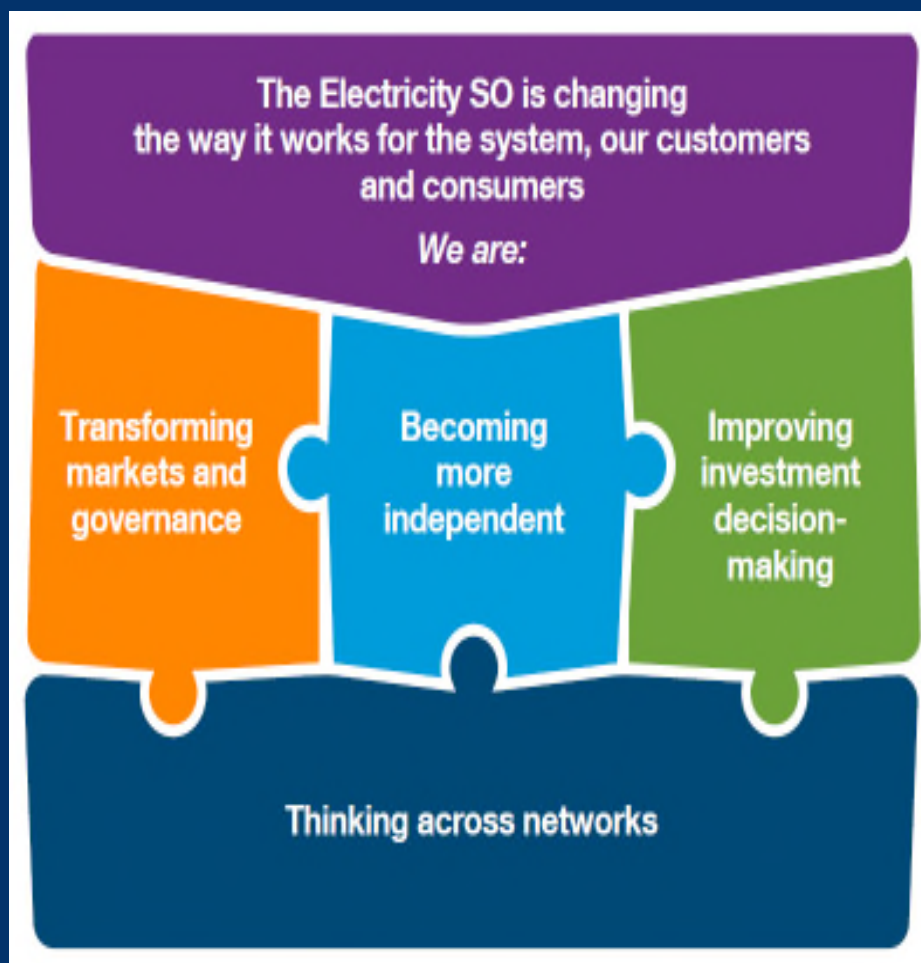 The Electricity SO is changing
the way it works for the system, our customers
and consumers
We are:
Transforming
markets and
governance
Becoming
more
independent
Improving
investment
decision-
making
Thinking across networks